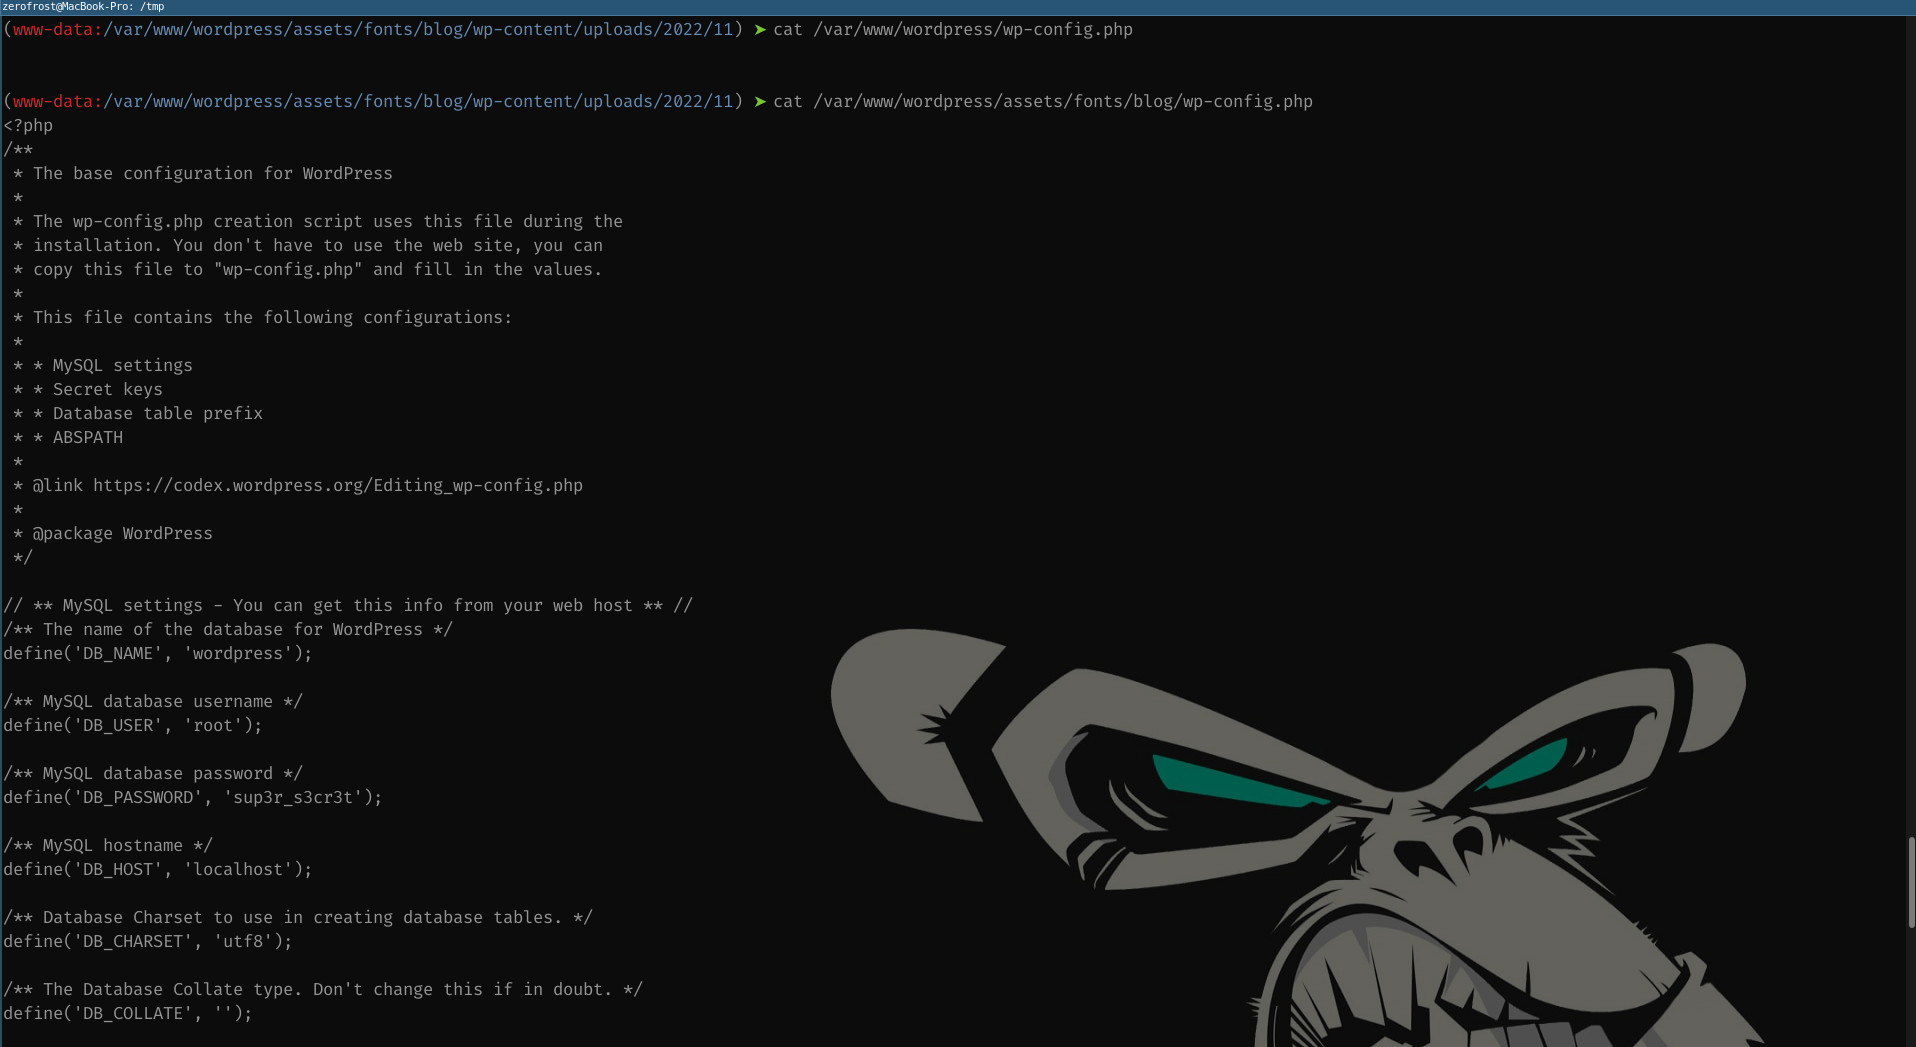 zerofrost@MacBook-Pro: /tmp
(www-data:/var/www/wordpress/assets/fonts/blog/wp-content/uploads/2022/11) ➤ cat /var/www/wordpress/wp-config.php
(www-data:/var/www/wordpress/assets/fonts/blog/wp-content/uploads/2022/11) ➤ cat /var/www/wordpress/assets/fonts/blog/wp-config.php
<?php
/**
 * The base configuration for WordPress
 *
 * The wp-config.php creation script uses this file during the
 * installation. You don't have to use the web site, you can
 * copy this file to "wp-config.php" and fill in the values.
 *
 * This file contains the following configurations:
 *
 * * MySQL settings
 * * Secret keys
 * * Database table prefix
 * * ABSPATH
 *
 * @link https://codex.wordpress.org/Editing_wp-config.php
 *
 * @package WordPress
 */
// ** MySQL settings - You can get this info from your web host ** //
/** The name of the database for WordPress */
define('DB_NAME', 'wordpress');
/** MySQL database username */
define('DB_USER', 'root');
/** MySQL database password */
define('DB_PASSWORD', 'sup3r_s3cr3t');
/** MySQL hostname */
define('DB_HOST', 'localhost');
/** Database Charset to use in creating database tables. */
define('DB_CHARSET', 'utf8');
/** The Database Collate type. Don't change this if in doubt. */
define('DB_COLLATE', '');